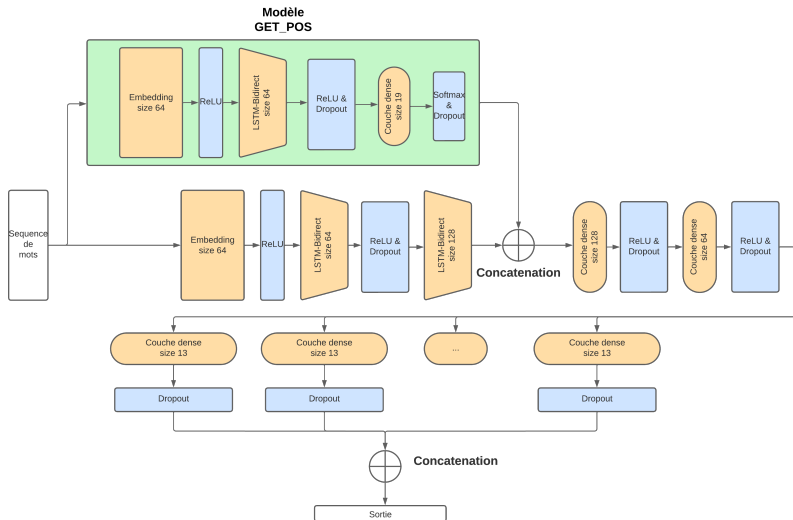 Modèle
GET_POS
Embedding
size 64
ReLU
LSTM-Bidirect
size 64
ReLU &
Dropout
Couche dense
size 19
Softmax
&
Dropout
Sequence
de
mots
Embedding
size 64
ReLU
LSTM-Bidirect
size 64
ReLU &
Dropout
LSTM-Bidirect
size 128
Concatenation
Couche dense
size 128
ReLU &
Dropout
Couche dense
size 64
ReLU &
Dropout
Couche dense
size 13
Couche dense
size 13
...
Couche dense
size 13
Dropout
Dropout
Dropout
Concatenation
Sortie